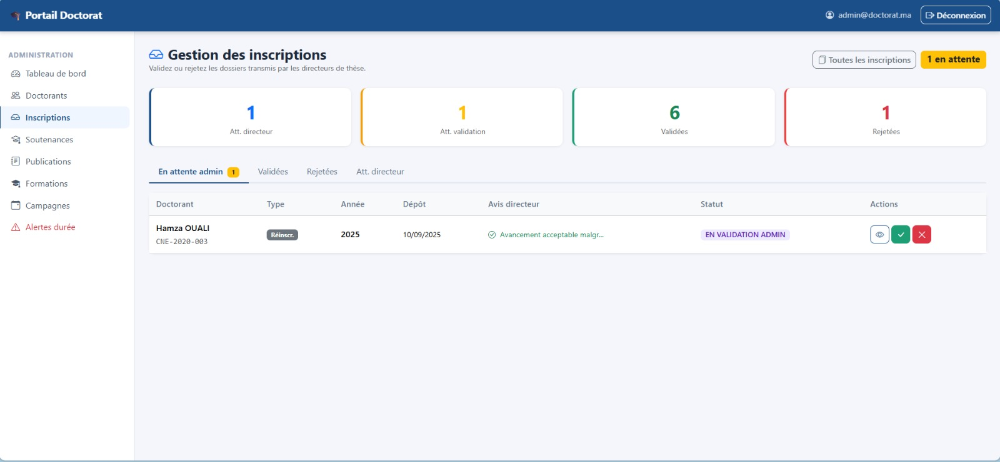 Portail Doctorat
admin@doctorat.ma
Déconnexion
ADMINISTRATION
Tableau de bord
Doctorants
Inscriptions
Soutenances
Publications
Formations
Campagnes
Alertes durée
Gestion des inscriptions
Validez ou rejetez les dossiers transmis par les directeurs de thèse.
Toutes les inscriptions
1 en attente
1
Att. directeur
1
Att. validation
6
Validées
1
Rejetées
En attente admin 1
Validées
Rejetées
Att. directeur
Doctorant Type Année Dépôt Avis directeur Statut Actions
Hamza OUALI
CNE-2020-003
Réinscr.
2025
10/09/2025
Avancement acceptable malgr...
EN VALIDATION ADMIN